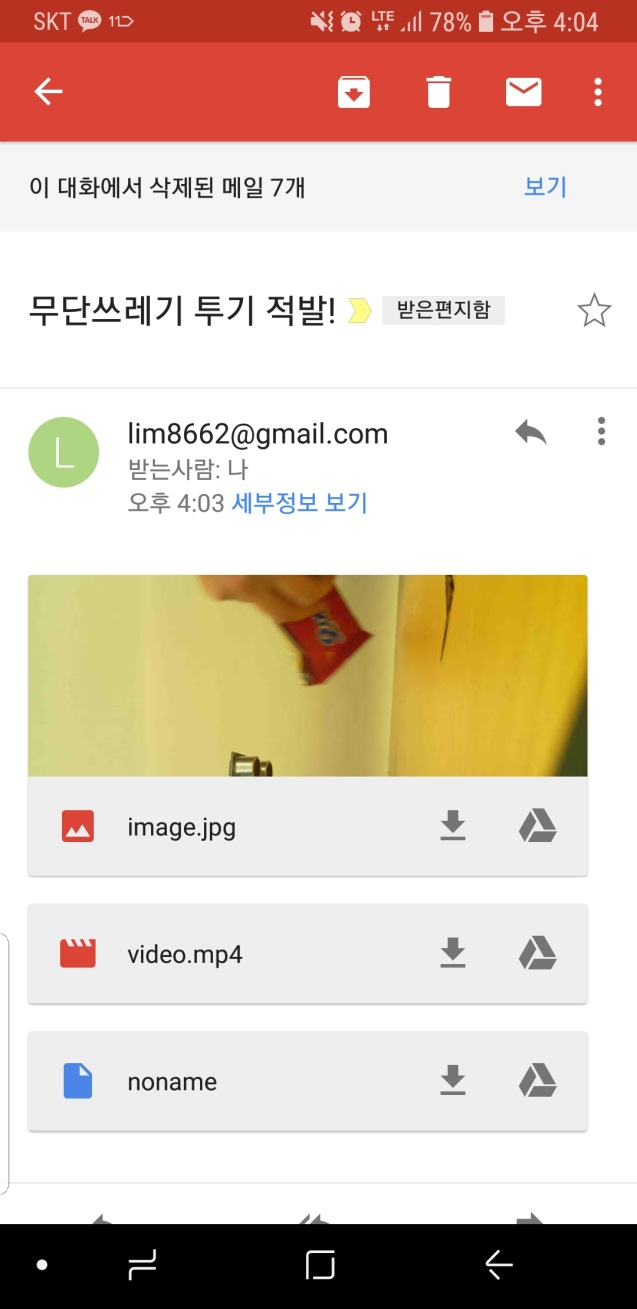 SKT TALK 11D LTE 78% 오후 4:04
이 대화에서 삭제된 메일 7개 보기
무단쓰레기 투기 적발! 받은편지함
L lim8662@gmail.com
받는사람: 나
오후 4:03 세부정보 보기
image.jpg
video.mp4
noname